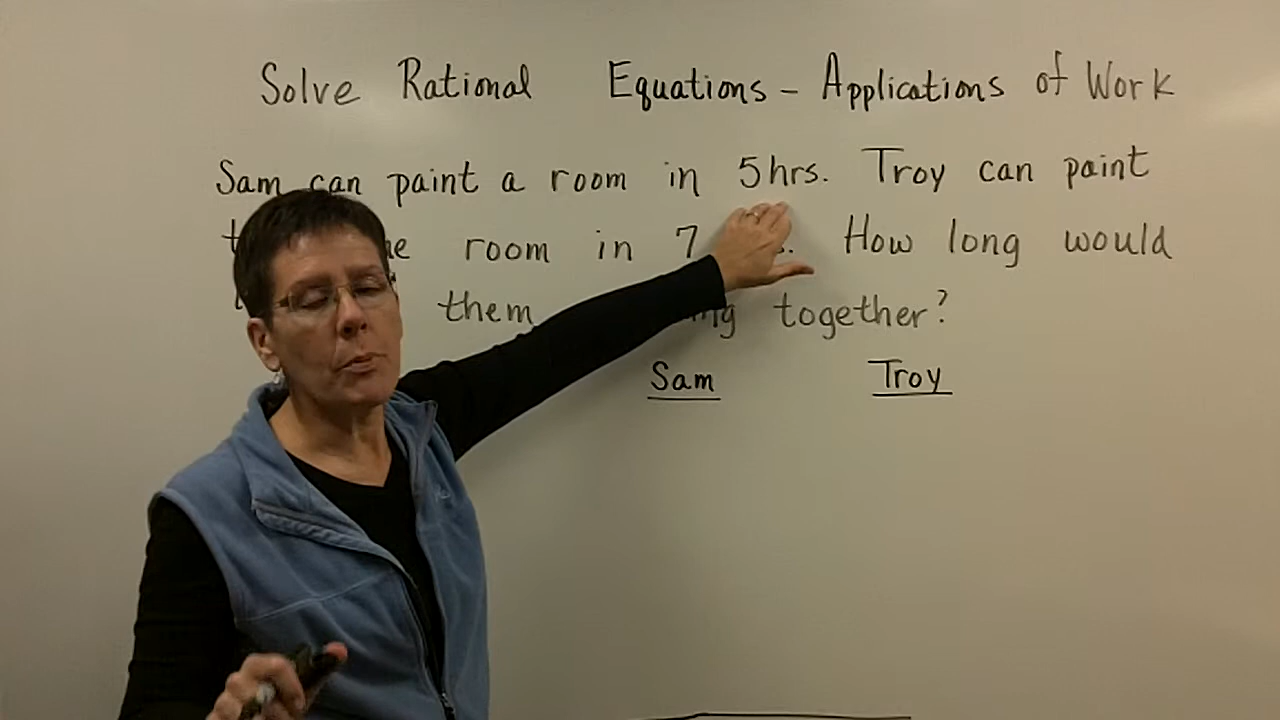 Solve Rational Equations - Applications of Work
Sam can paint a room in 5hrs. Troy can paint
room in 7 How long would
them together?
Sam Troy